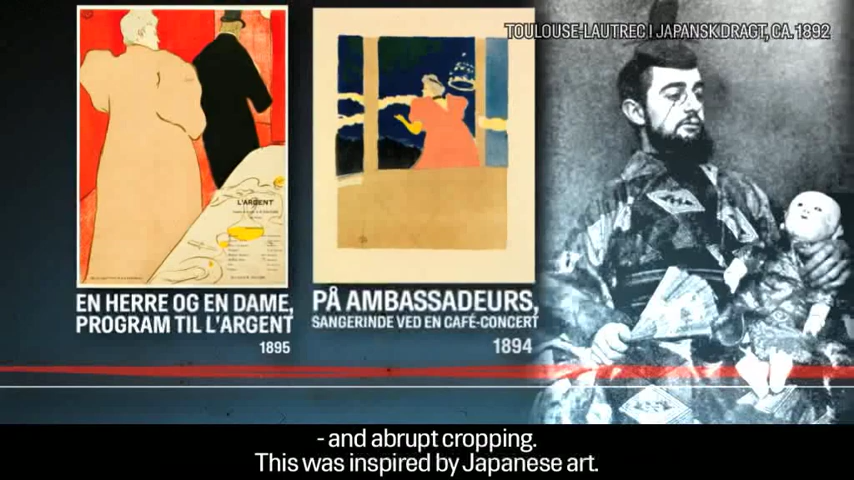 TOULOUSE-LAUTREC I JAPANSK DRAGT, CA. 1892
L'ARGENT
EN HERRE OG EN DAME,
PROGRAM TIL L'ARGENT
1895
PÅ AMBASSADEURS,
SANGERINDE VED EN CAFÉ-CONCERT
1894
- and abrupt cropping.
This was inspired by Japanese art.